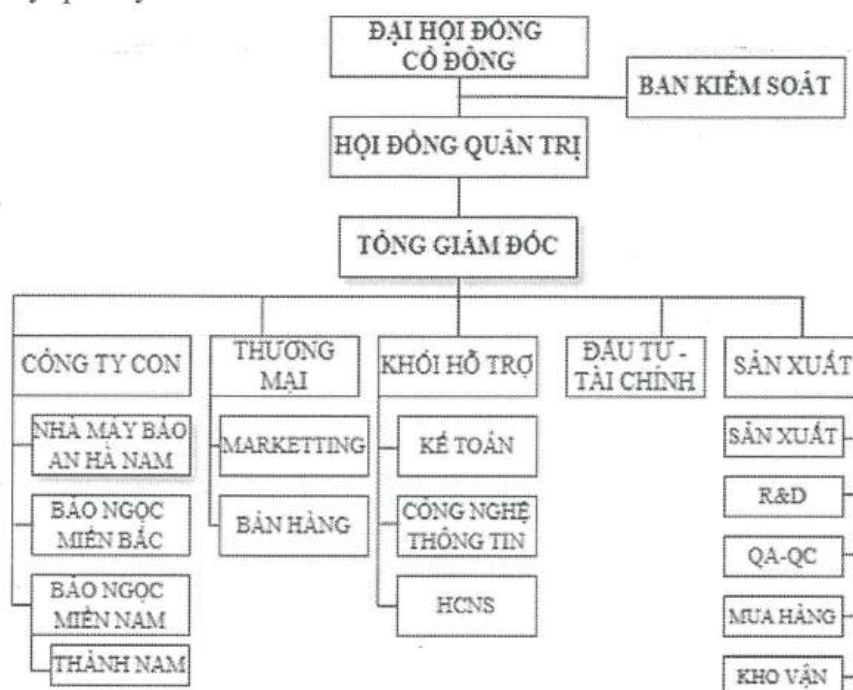 ĐẠI HỘI ĐỒNG
CỔ ĐÔNG
BAN KIỂM SOÁT
HỘI ĐỒNG QUẢN TRỊ
TỔNG GIÁM ĐỐC
CÔNG TY CON
THƯƠNG
MẠI
KHỐI HỖ TRỢ
ĐẦU TƯ -
TÀI CHÍNH
SẢN XUẤT
NHÀ MÁY BẢO
AN HÀ NAM
BẢO NGỌC
MIỀN BẮC
BẢO NGỌC
MIỀN NAM
THÀNH NAM
MARKETTING
BÁN HÀNG
KẾ TOÁN
CÔNG NGHỆ
THÔNG TIN
HCNS
SẢN XUẤT
R&D
QA-QC
MUA HÀNG
KHO VẬN